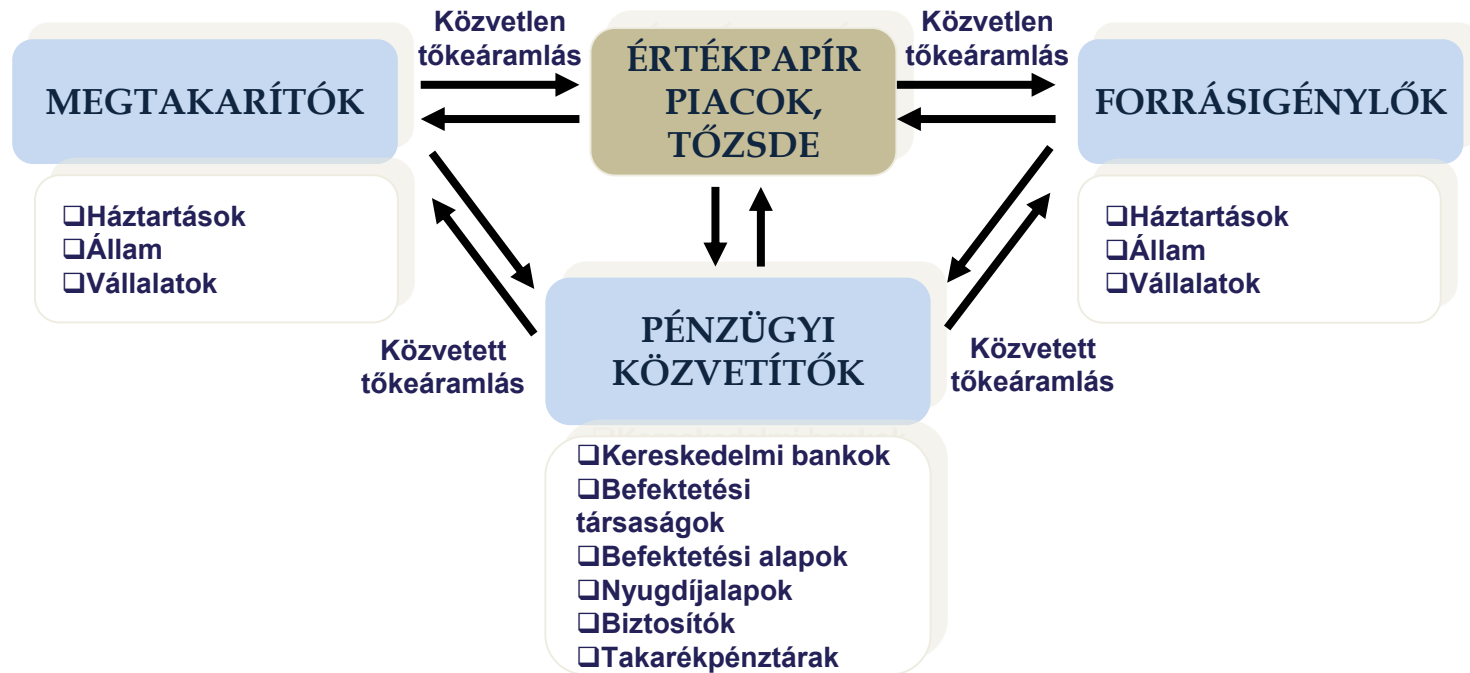 Közvetlen
tőkeáramlás
Közvetlen
tőkeáramlás
MEGTAKARÍTÓK
ÉRTÉKPAPÍR
PIACOK,
TŐZSDE
FORRÁSIGÉNYLŐK
❑Háztartások
❑Állam
❑Vállalatok
❑Háztartások
❑Állam
❑Vállalatok
Közvetett
tőkeáramlás
PÉNZÜGYI
KÖZVETÍTŐK
Közvetett
tőkeáramlás
❑Kereskedelmi bankok
❑Befektetési
társaságok
❑Befektetési alapok
❑Nyugdíjalapok
❑Biztosítók
❑Takarékpénztárak